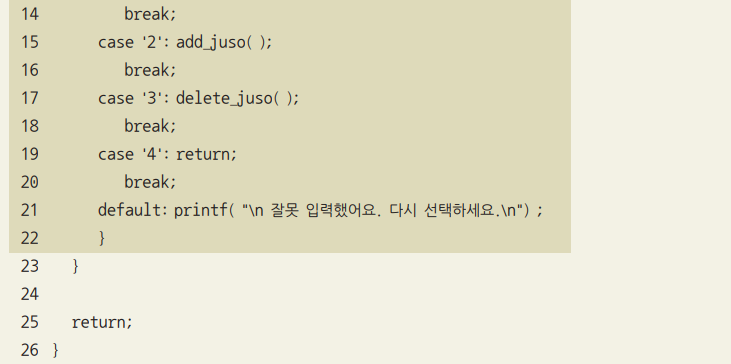 14 break;
15 case '2': add_juso( );
16 break;
17 case '3': delete_juso( );
18 break;
19 case '4': return;
20 break;
21 default: printf( "\n 잘못 입력했어요. 다시 선택하세요.\n") ;
22 }
23 }
24
25 return;
26 }